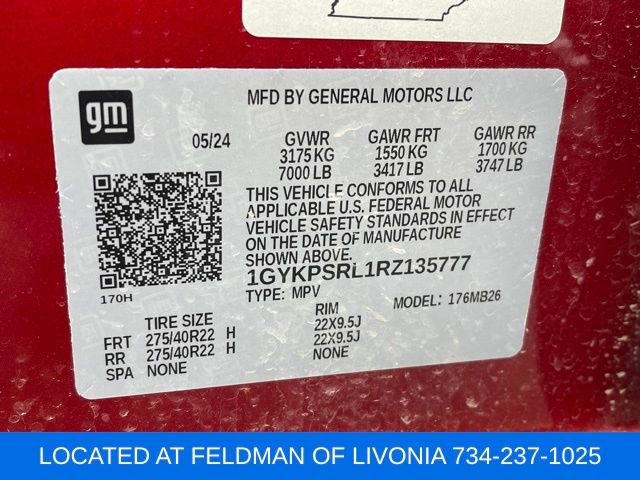 gm
MFD BY GENERAL MOTORS LLC
05/24 GVWR GAWR FRT GAWR RR
3175 KG 1550 KG 1700 KG
7000 LB 3417 LB 3747 LB
THIS VEHICLE CONFORMS TO ALL
APPLICABLE U.S. FEDERAL MOTOR
VEHICLE SAFETY STANDARDS IN EFFECT
ON THE DATE OF MANUFACTURE
SHOWN ABOVE.
1GYKPSRL1RZ135777
170H
TYPE: MPV MODEL: 176MB26
TIRE SIZE RIM
FRT 275/40R22 H 22X9.5J
RR 275/40R22 H 22X9.5J
SPA NONE NONE
LOCATED AT FELDMAN OF LIVONIA 734-237-1025